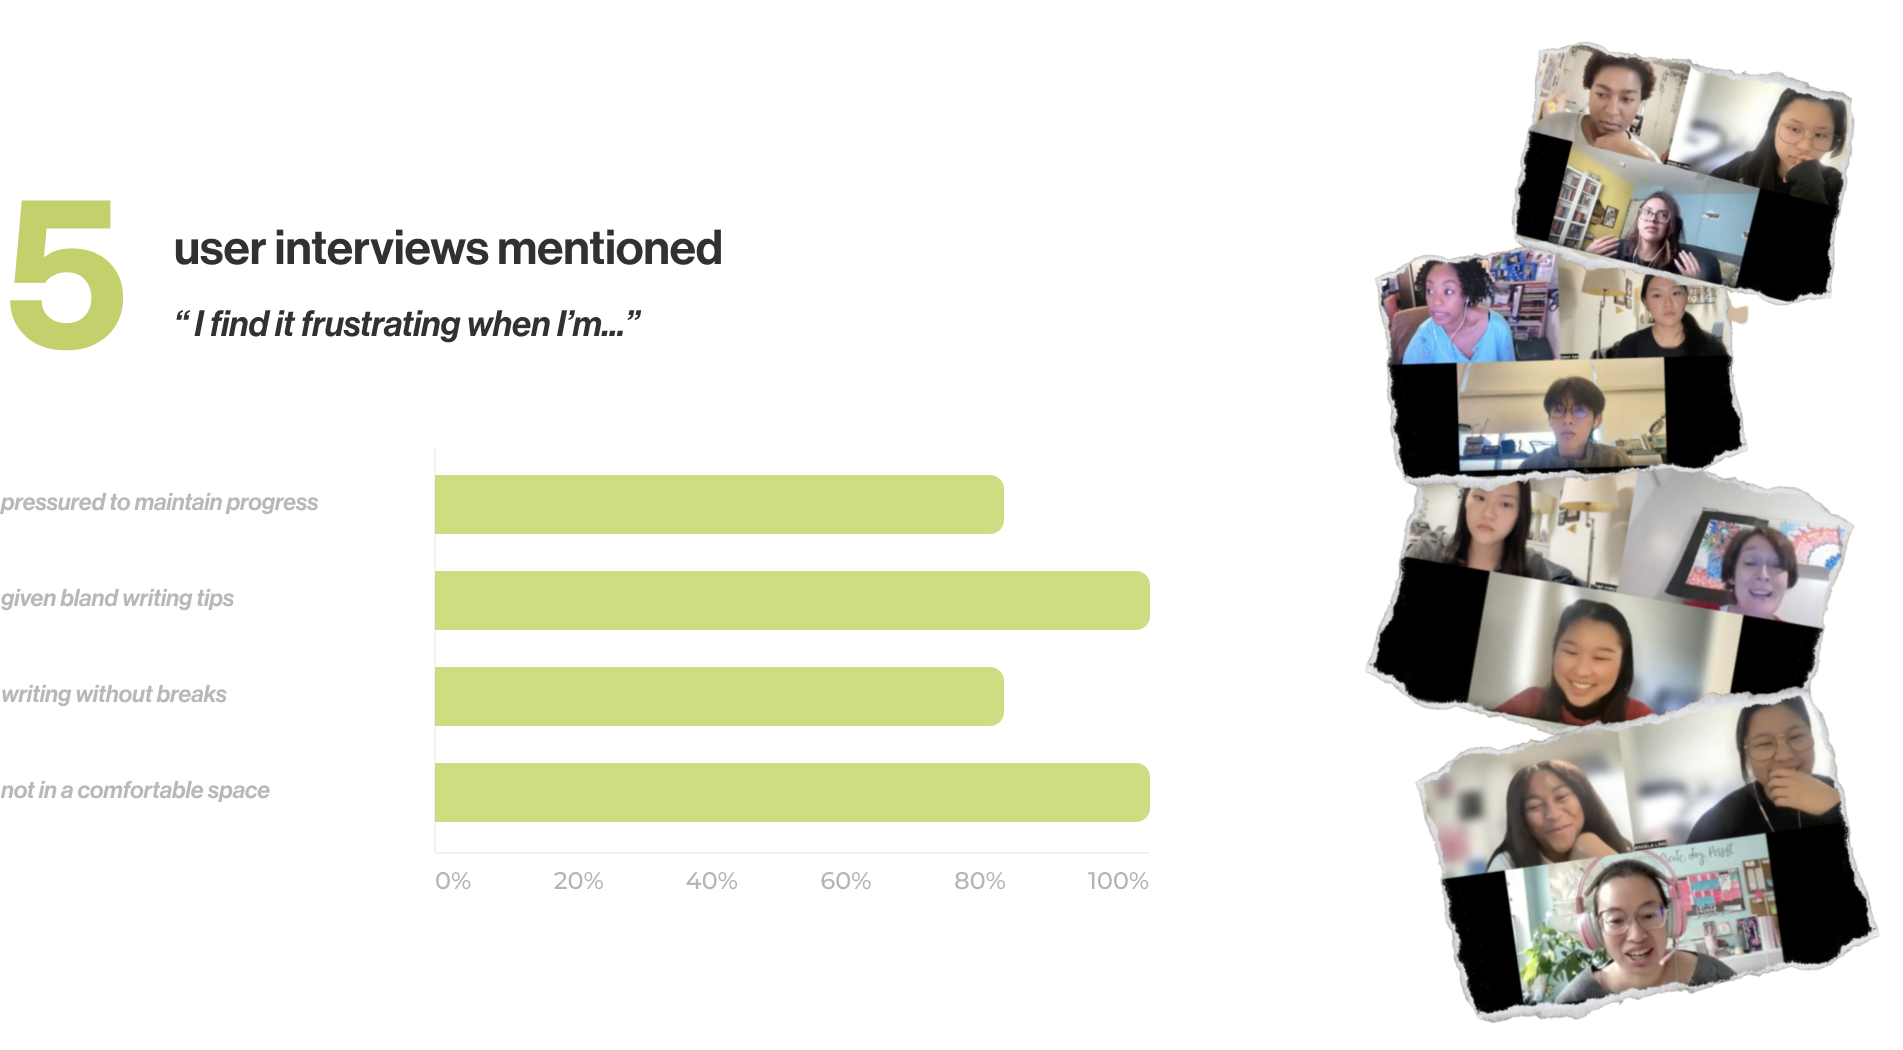 5
user interviews mentioned
“ I find it frustrating when I’m...”
pressured to maintain progress
given bland writing tips
writing without breaks
not in a comfortable space
0% 20% 40% 60% 80% 100%